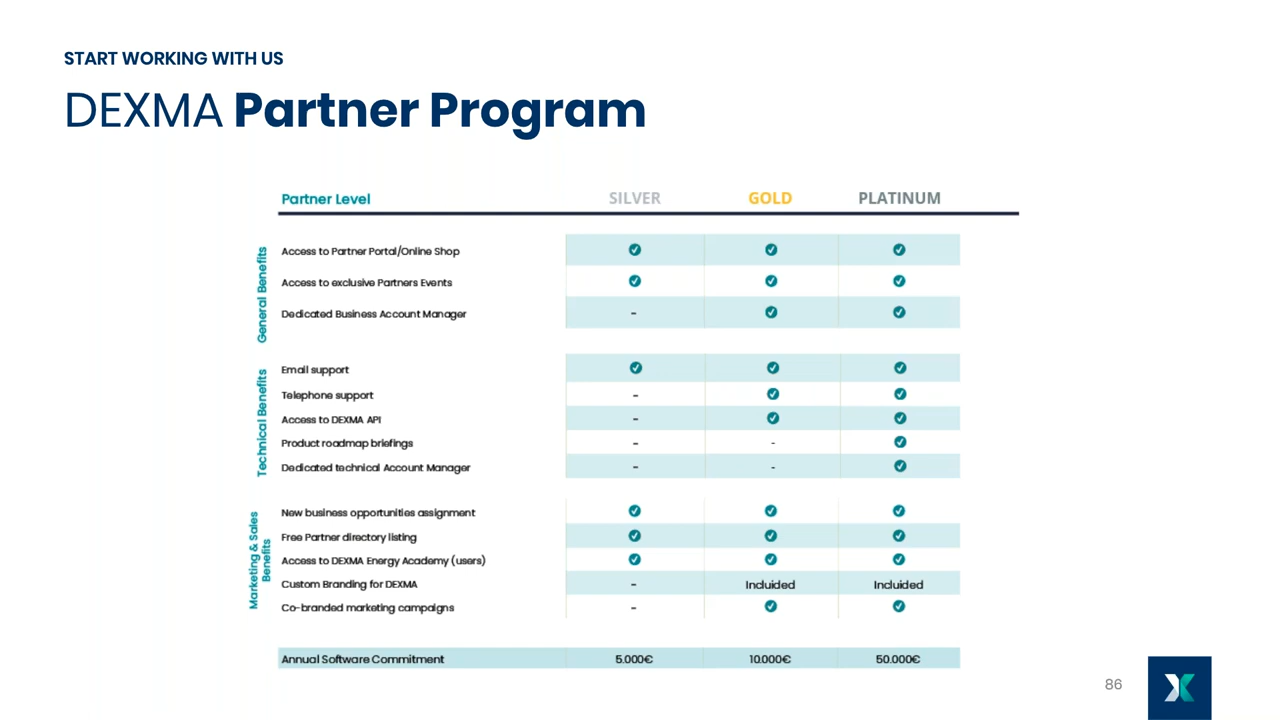 START WORKING WITH US
DEXMA Partner Program
Partner Level SILVER GOLD PLATINUM
General Benefits
Access to Partner Portal/Online Shop
Access to exclusive Partners Events
Dedicated Business Account Manager -
Technical Benefits
Email support
Telephone support -
Access to DEXMA API -
Product roadmap briefings - -
Dedicated technical Account Manager - -
Marketing & Sales
Benefits
New business opportunities assignment
Free Partner directory listing
Access to DEXMA Energy Academy (users)
Custom Branding for DEXMA - Incluided Incluided
Co-branded marketing campaigns -
Annual Software Commitment 5.000€ 10.000€ 50.000€
86